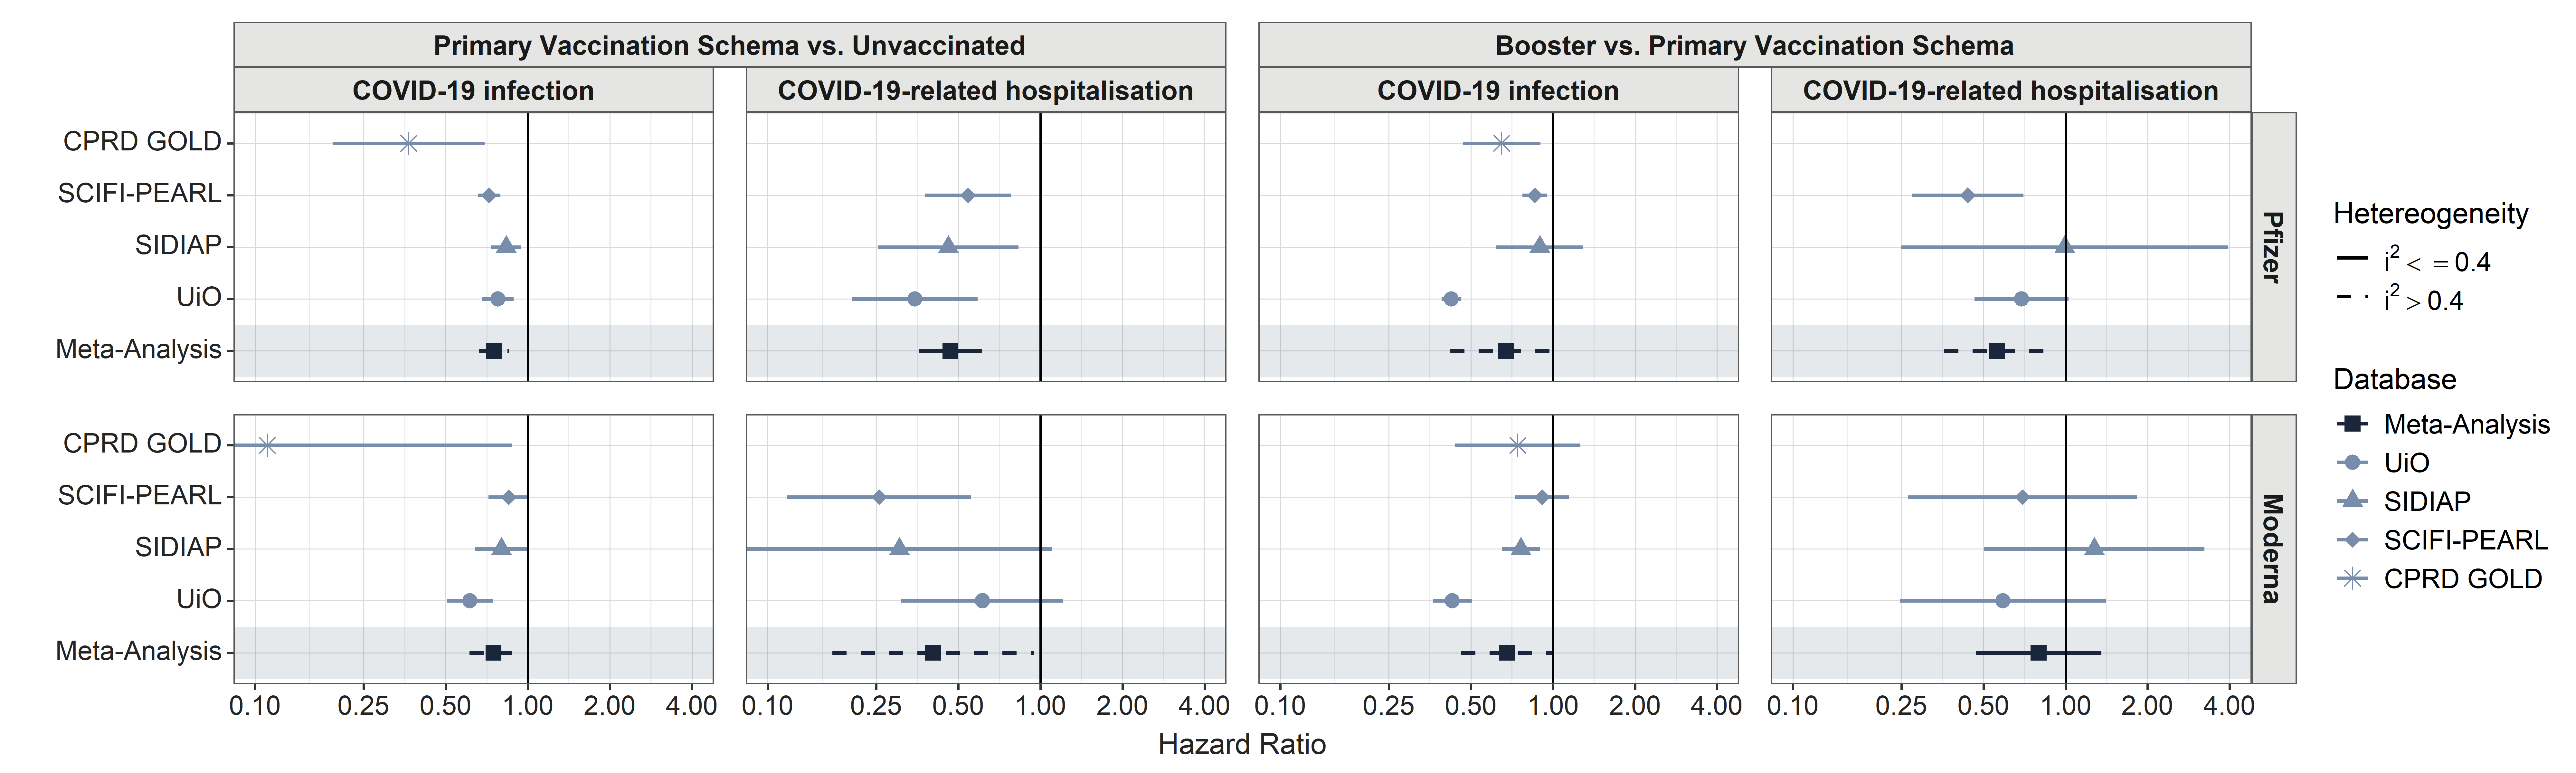 Primary Vaccination Schema vs. Unvaccinated
Booster vs. Primary Vaccination Schema
COVID-19 infection
COVID-19-related hospitalisation
COVID-19 infection
COVID-19-related hospitalisation
CPRD GOLD
SCIFI-PEARL
SIDIAP
UiO
Meta-Analysis
Pfizer
CPRD GOLD
SCIFI-PEARL
SIDIAP
UiO
Meta-Analysis
Moderna
0.10 0.25 0.50 1.00 2.00 4.00
0.10 0.25 0.50 1.00 2.00 4.00
0.10 0.25 0.50 1.00 2.00 4.00
0.10 0.25 0.50 1.00 2.00 4.00
Hazard Ratio
Hetereogeneity
i² <= 0.4
i² > 0.4
Database
Meta-Analysis
UiO
SIDIAP
SCIFI-PEARL
CPRD GOLD